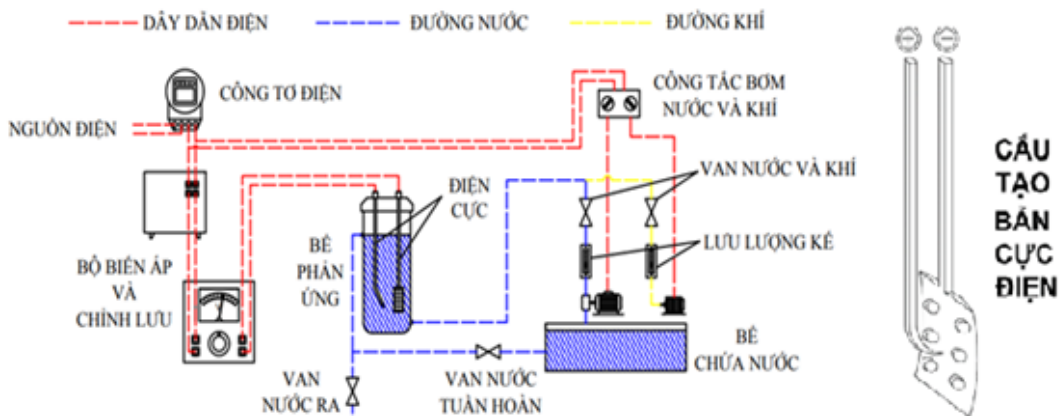 DÂY DẪN ĐIỆN
ĐƯỜNG NƯỚC
ĐƯỜNG KHÍ
CÔNG TƠ ĐIỆN
NGUỒN ĐIỆN
CÔNG TẮC BƠM
NƯỚC VÀ KHÍ
VAN NƯỚC VÀ KHÍ
ĐIỆN
CỰC
BỂ
PHẢN
ỨNG
LƯU LƯỢNG KẾ
BỘ BIẾN ÁP
VÀ
CHỈNH LƯU
BỂ
CHỨA NƯỚC
VAN
NƯỚC RA
VAN NƯỚC
TUẦN HOÀN
CẤU
TẠO
BẢN
CỰC
ĐIỆN